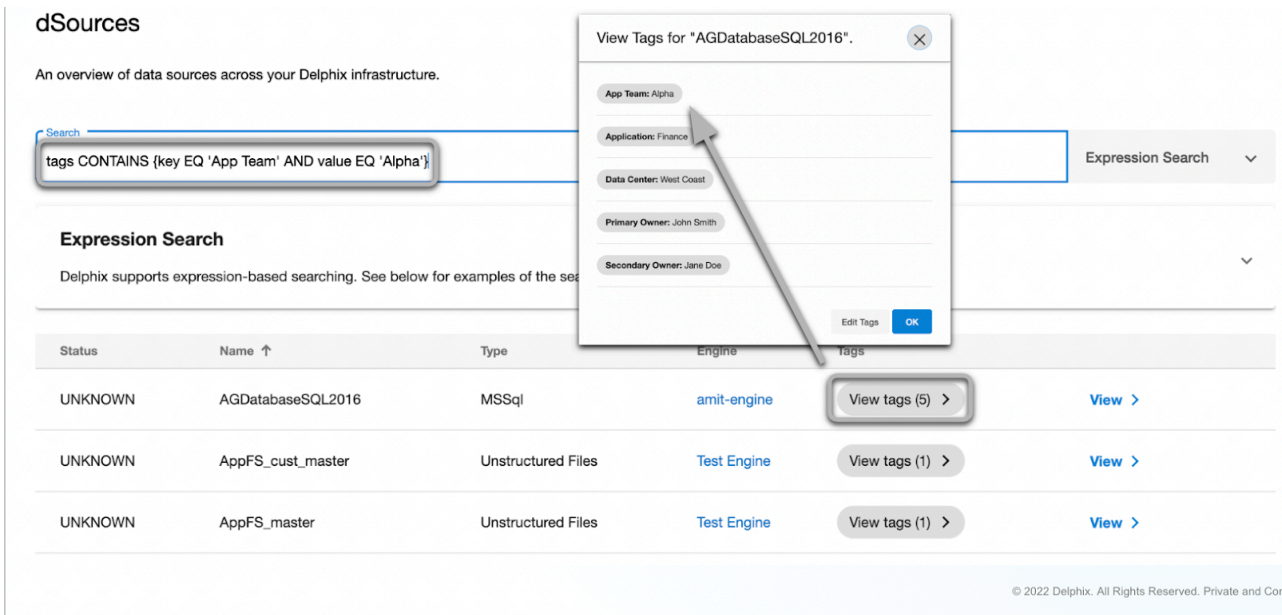 dSources
An overview of data sources across your Delphix infrastructure.
Search
tags CONTAINS {key EQ 'App Team' AND value EQ 'Alpha'}
Expression Search
View Tags for "AGDatabaseSQL2016".
App Team: Alpha
Application: Finance
Data Center: West Coast
Primary Owner: John Smith
Secondary Owner: Jane Doe
Edit Tags OK
Expression Search
Delphix supports expression-based searching. See below for examples of the
Status Name Type Engine Tags
UNKNOWN AGDatabaseSQL2016 MSSql amit-engine View tags (5) View
UNKNOWN AppFS_cust_master Unstructured Files Test Engine View tags (1) View
UNKNOWN AppFS_master Unstructured Files Test Engine View tags (1) View
© 2022 Delphix. All Rights Reserved. Private and